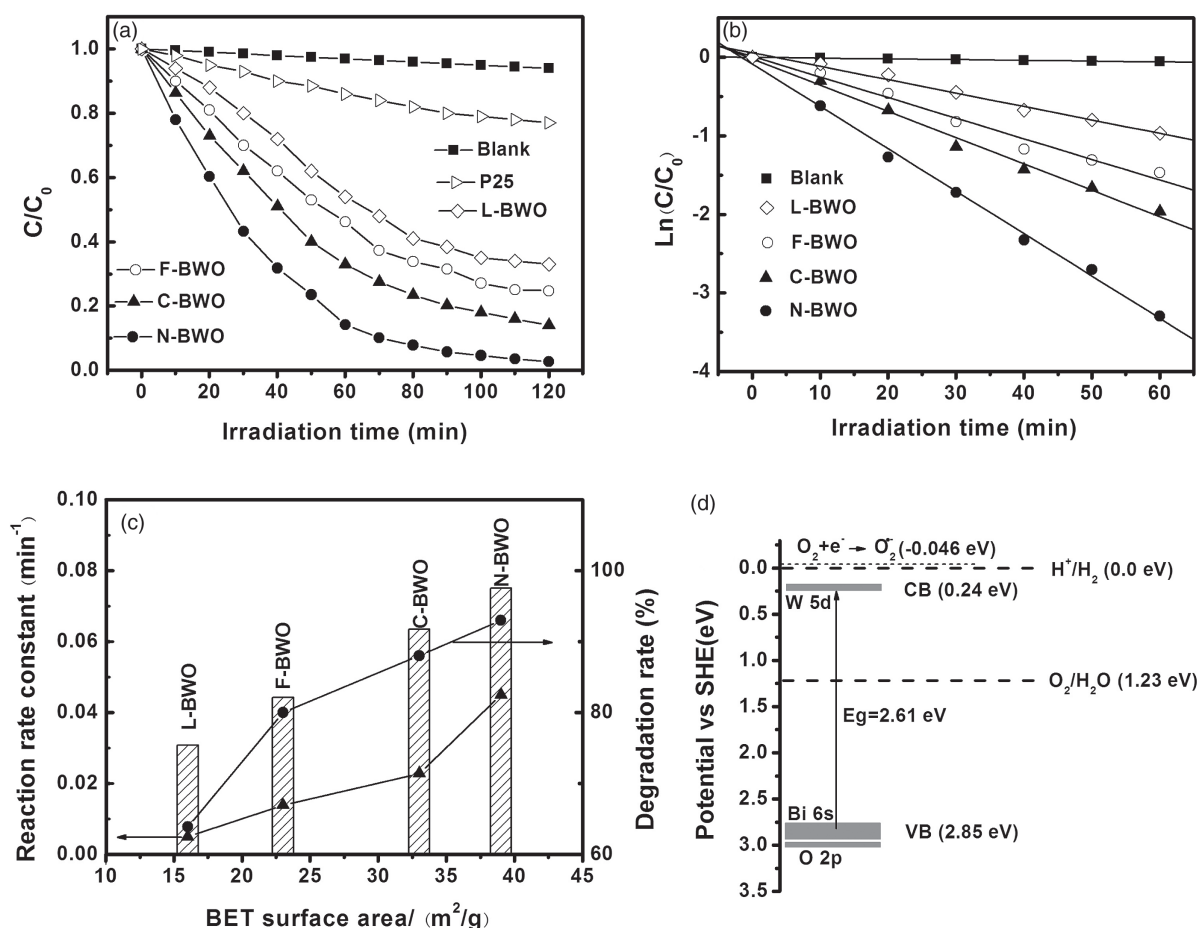 (a)
1.0
0.8
0.6
0.4
0.2
0.0
C/C0
Blank
P25
L-BWO
F-BWO
C-BWO
N-BWO
0 20 40 60 80 100 120
Irradiation time (min)
(b)
0
-1
-2
-3
-4
Ln(C/C0)
Blank
L-BWO
F-BWO
C-BWO
N-BWO
0 10 20 30 40 50 60
Irradiation time (min)
(c)
0.10
0.08
0.06
0.04
0.02
0.00
Reaction rate constant (min-1)
L-BWO
F-BWO
C-BWO
N-BWO
100
80
60
Degradation rate (%)
10 15 20 25 30 35 40 45
BET surface area/ (m2/g)
(d)
Potential vs SHE(eV)
0.0
0.5
1.0
1.5
2.0
2.5
3.0
3.5
O2+e- → O2- (-0.046 eV)
H+/H2 (0.0 eV)
CB (0.24 eV)
W 5d
O2/H2O (1.23 eV)
Eg=2.61 eV
Bi 6s
VB (2.85 eV)
O 2p